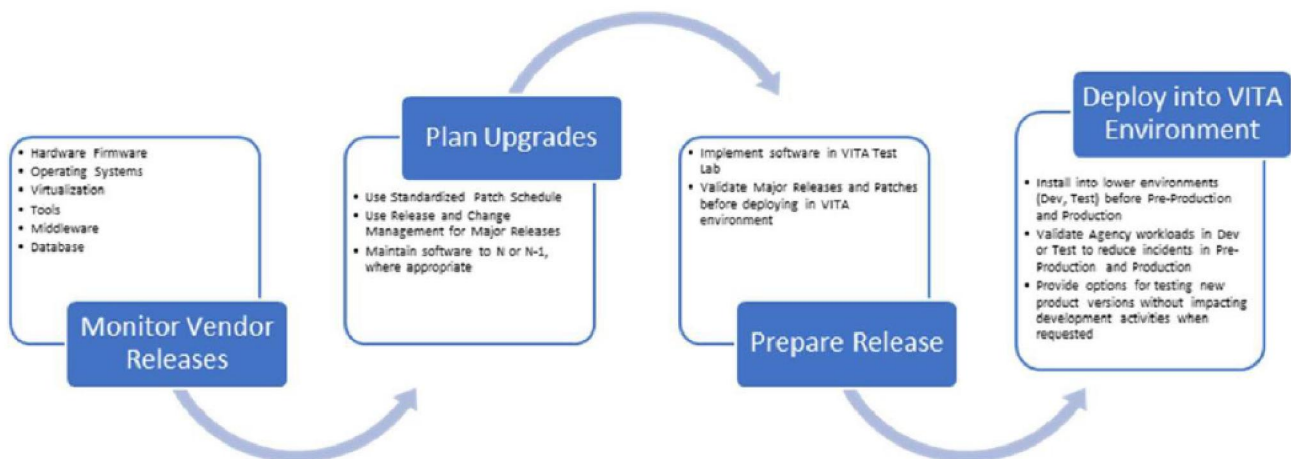 • Hardware Firmware
• Operating Systems
• Virtualization
• Tools
• Middleware
• Database
Monitor Vendor
Releases
Plan Upgrades
• Use Standardized Patch Schedule
• Use Release and Change
Management for Major Releases
• Maintain software to N or N-1,
where appropriate
• Implement software in VITA Test
Lab
• Validate Major Releases and Patches
before deploying in VITA
environment
Prepare Release
Deploy into VITA
Environment
• Install into lower environments
(Dev, Test) before Pre-Production
and Production
• Validate Agency workloads in Dev
or Test to reduce incidents in Pre-
Production and Production
• Provide options for testing new
product versions without impacting
development activities when
requested